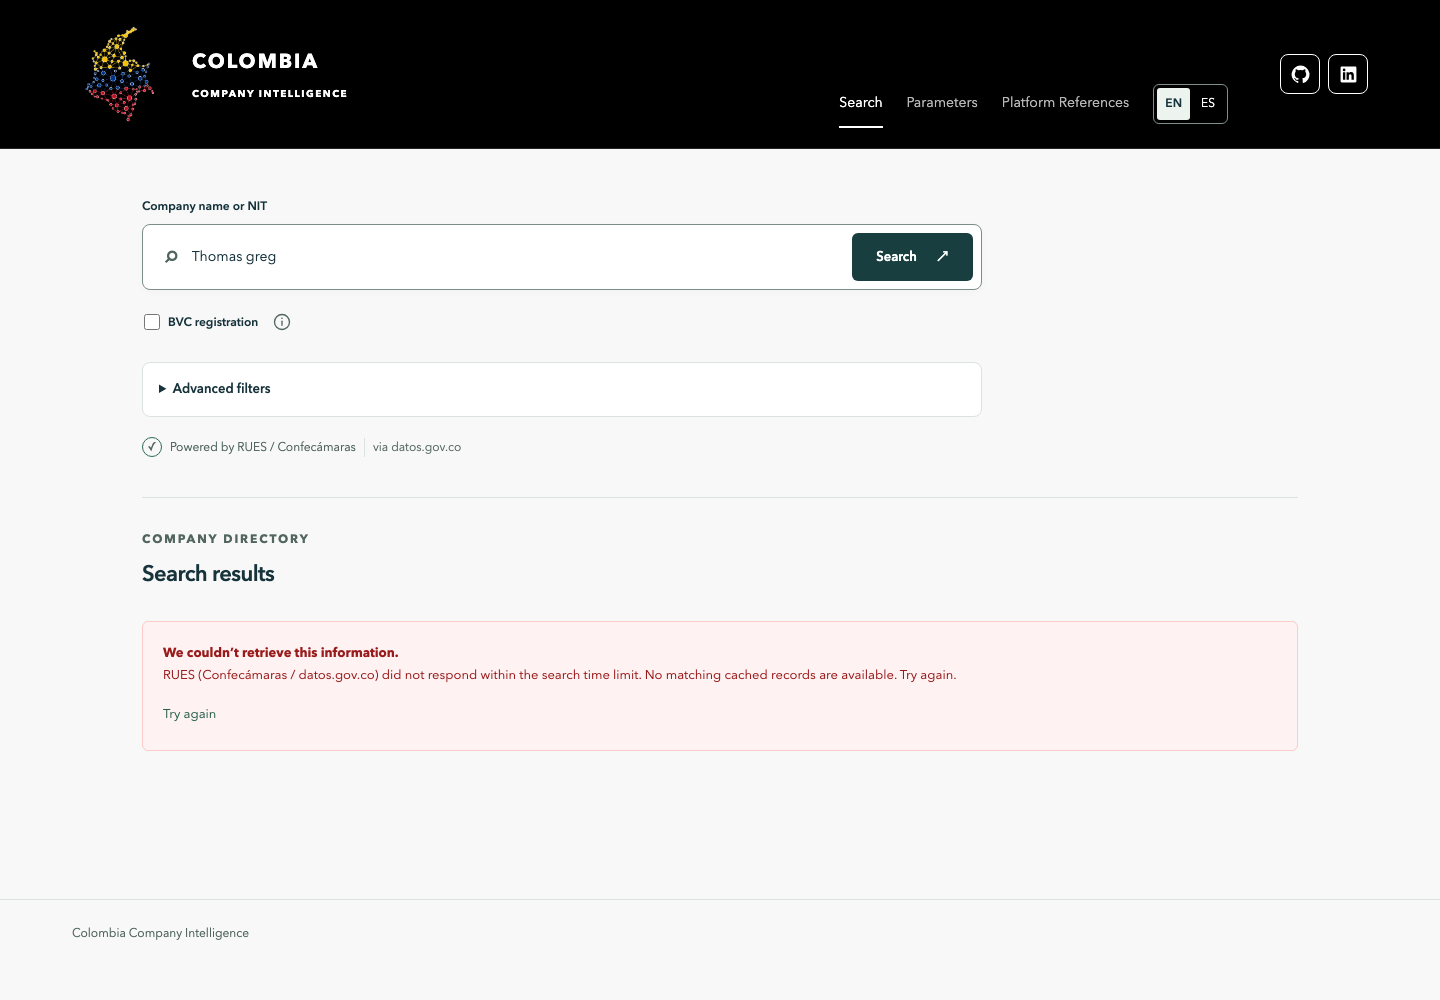 COLOMBIA
COMPANY INTELLIGENCE
Search
Parameters
Platform References
EN
ES
Company name or NIT
Thomas greg
Search
BVC registration
Advanced filters
Powered by RUES / Confecámaras
via datos.gov.co
COMPANY DIRECTORY
Search results
We couldn’t retrieve this information.
RUES (Confecámaras / datos.gov.co) did not respond within the search time limit. No matching cached records are available. Try again.
Try again
Colombia Company Intelligence